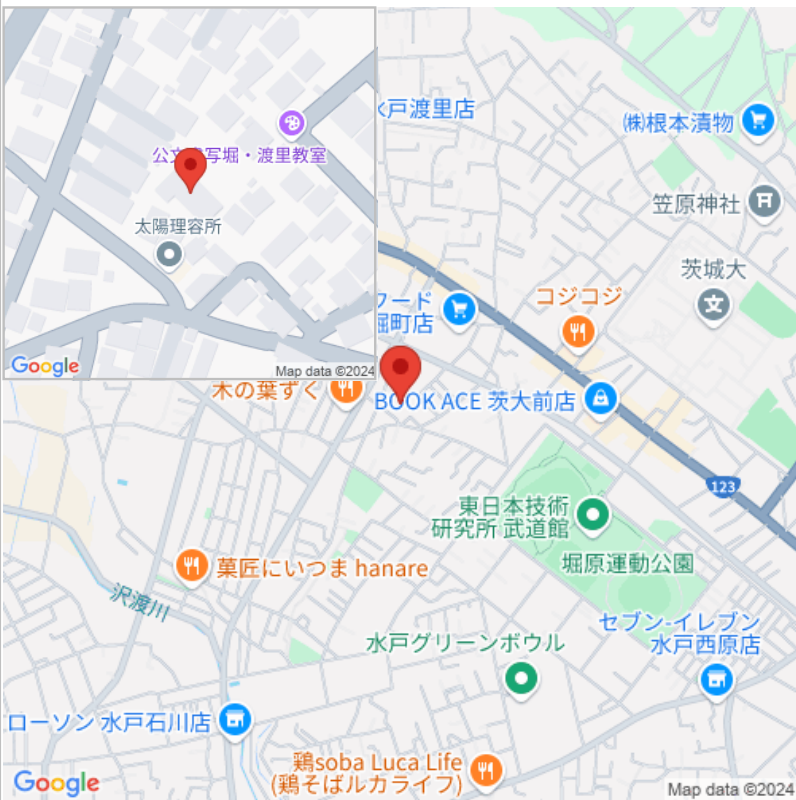 公文
写堀・渡里教室
太陽理容所
Google
Map data ©2024
水戸渡里店
㈱根本漬物
笠原神社
茨城大
コジコジ
フード
堀町店
木の葉ずく
BOOK ACE 茨大前店
123
東日本技術
研究所 武道館
堀原運動公園
菓匠にいつま hanare
沢渡川
セブン-イレブン
水戸西原店
水戸グリーンボウル
ローソン 水戸石川店
鶏soba Luca Life
(鶏そばルカライフ)
Google
Map data ©2024